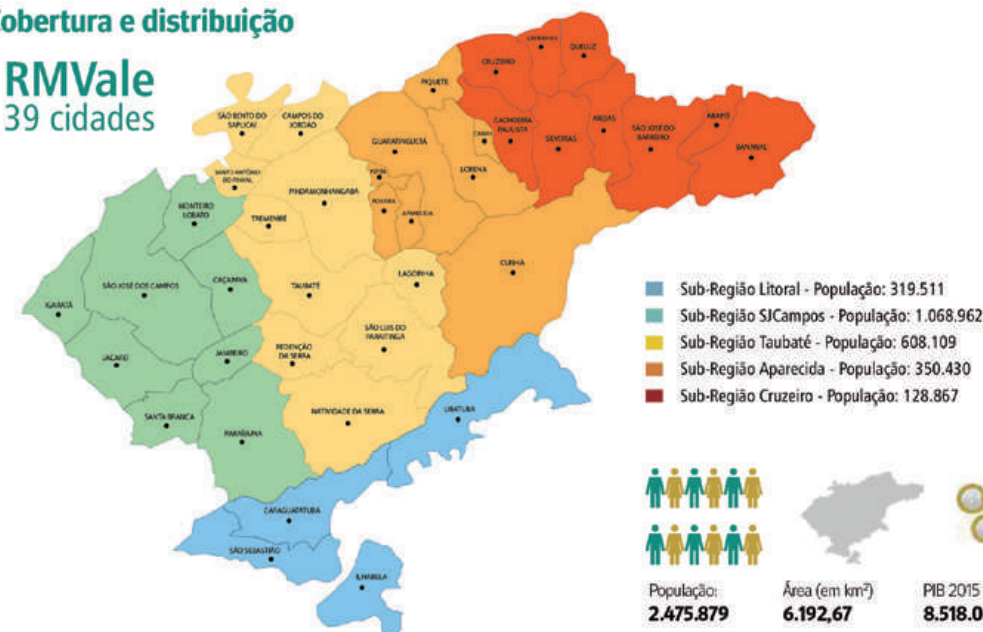 obertura e distribuição
RMVale
39 cidades
LAVRINHAS
QUELUZ
CRUZEIRO
PIQUETE
SÃO BENTO DO
SAPUCAÍ
CAMPOS DO
JORDÃO
GUARATINGUETÁ
CANAS
CACHOEIRA
PAULISTA
SILVEIRAS
AREIAS
SÃO JOSÉ DO
BARREIRO
ARAPEÍ
BANANAL
SANTO ANTÔNIO
DO PINHAL
PINDAMONHANGABA
POTIM
LORENA
ROSEIRA
APARECIDA
MONTEIRO
LOBATO
TREMEMBÉ
CUNHA
LAGOINHA
SÃO JOSÉ DOS CAMPOS
CAÇAPAVA
TAUBATÉ
IGARATÁ
SÃO LUIS DO
PARAITINGA
REDENÇÃO
DA SERRA
JACAREÍ
JAMBEIRO
SANTA BRANCA
NATIVIDADE DA SERRA
UBATUBA
PARAIBUNA
CARAGUATATUBA
SÃO SEBASTIÃO
ILHABELA
Sub-Região Litoral - População: 319.511
Sub-Região SJCampos - População: 1.068.962
Sub-Região Taubaté - População: 608.109
Sub-Região Aparecida - População: 350.430
Sub-Região Cruzeiro - População: 128.867
População:
2.475.879
Área (em km²)
6.192,67
PIB 2015
8.518.0